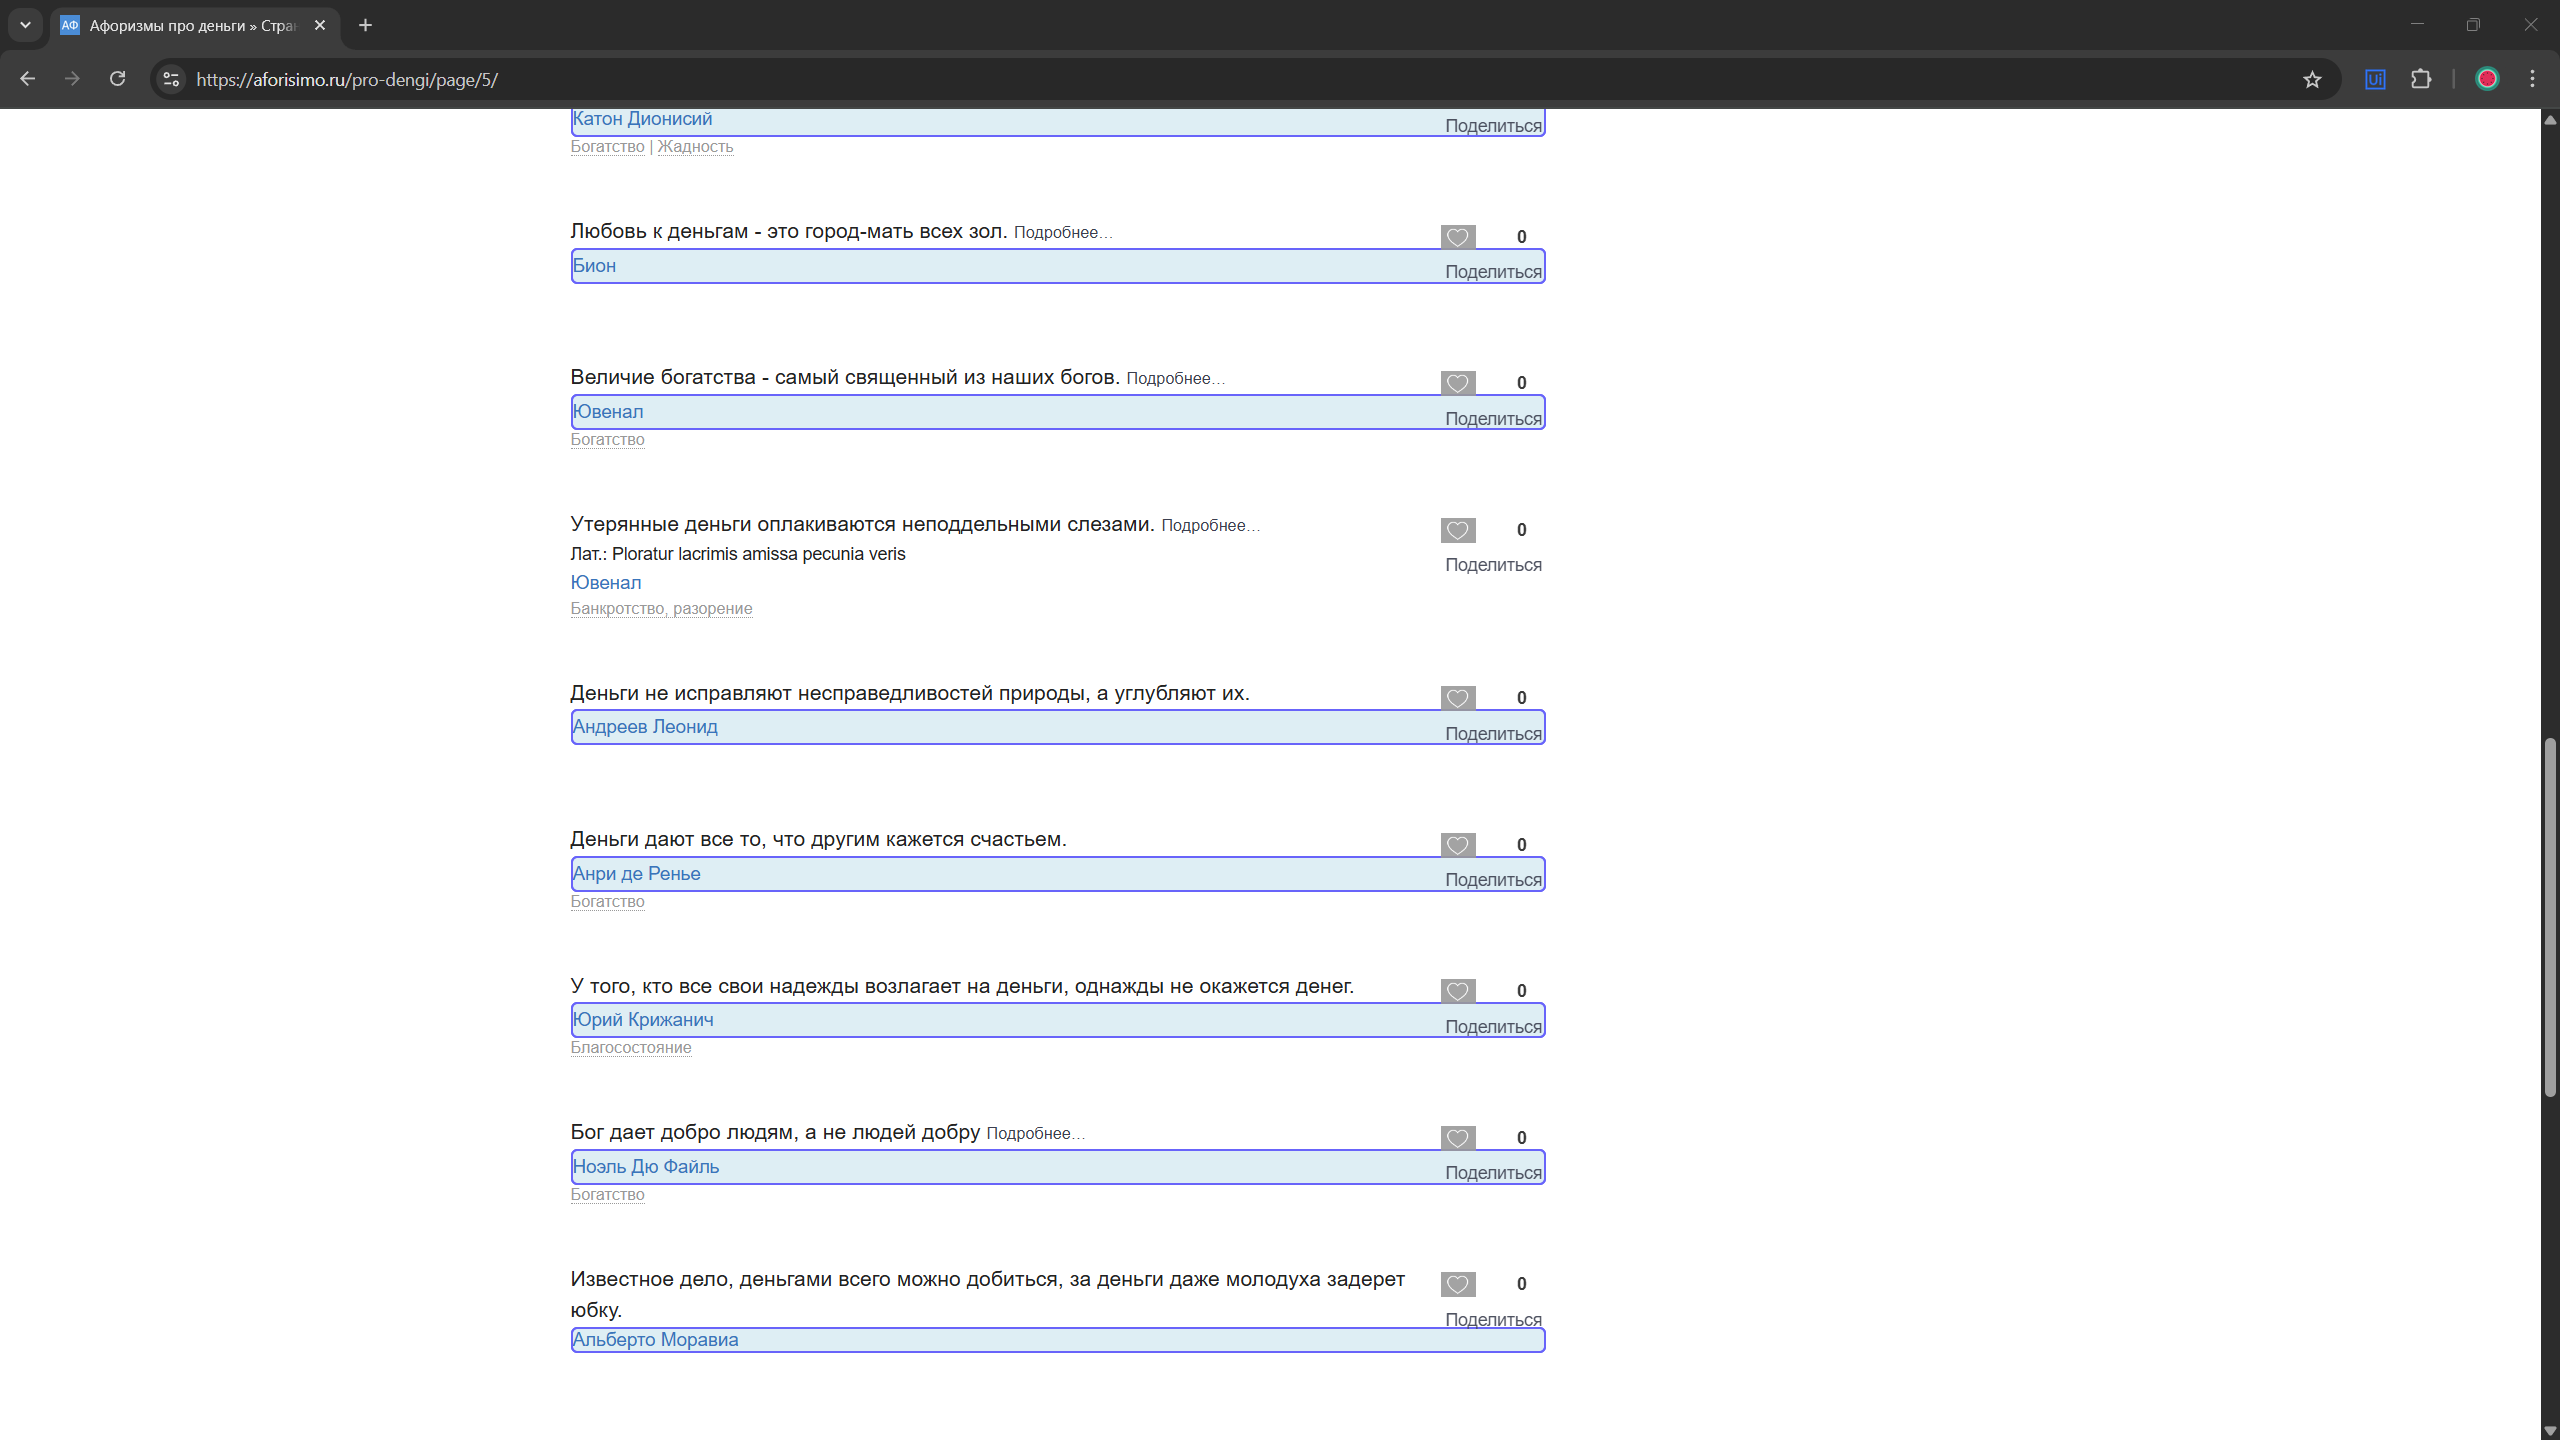 АФ Афоризмы про деньги » Стран
https://aforisimo.ru/pro-dengi/page/5/
Катон Дионисий
Поделиться
Богатство | Жадность
Любовь к деньгам - это город-мать всех зол. Подробнее...
0
Бион
Поделиться
Величие богатства - самый священный из наших богов. Подробнее...
0
Ювенал
Поделиться
Богатство
Утерянные деньги оплакиваются неподдельными слезами. Подробнее...
0
Лат.: Ploratur lacrimis amissa pecunia veris
Поделиться
Ювенал
Банкротство, разорение
Деньги не исправляют несправедливостей природы, а углубляют их.
0
Андреев Леонид
Поделиться
Деньги дают все то, что другим кажется счастьем.
0
Анри де Ренье
Поделиться
Богатство
У того, кто все свои надежды возлагает на деньги, однажды не окажется денег.
0
Юрий Крижанич
Поделиться
Благосостояние
Бог дает добро людям, а не людей добру Подробнее...
0
Ноэль Дю Файль
Поделиться
Богатство
Известное дело, деньгами всего можно добиться, за деньги даже молодуха задерет
0
юбку.
Поделиться
Альберто Моравиа